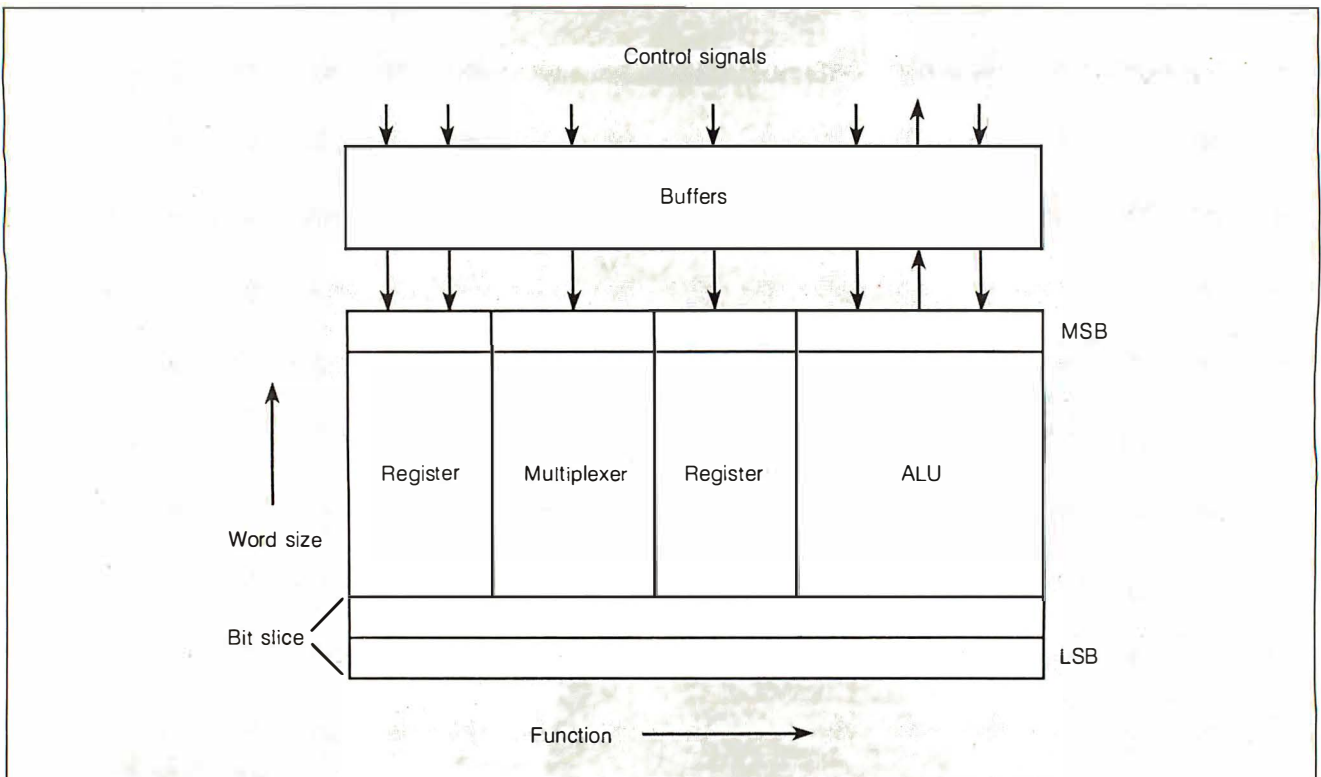 Control signals
Buffers
MSB
Register
Multiplexer
Register
ALU
Word size
Bit slice
LSB
Function